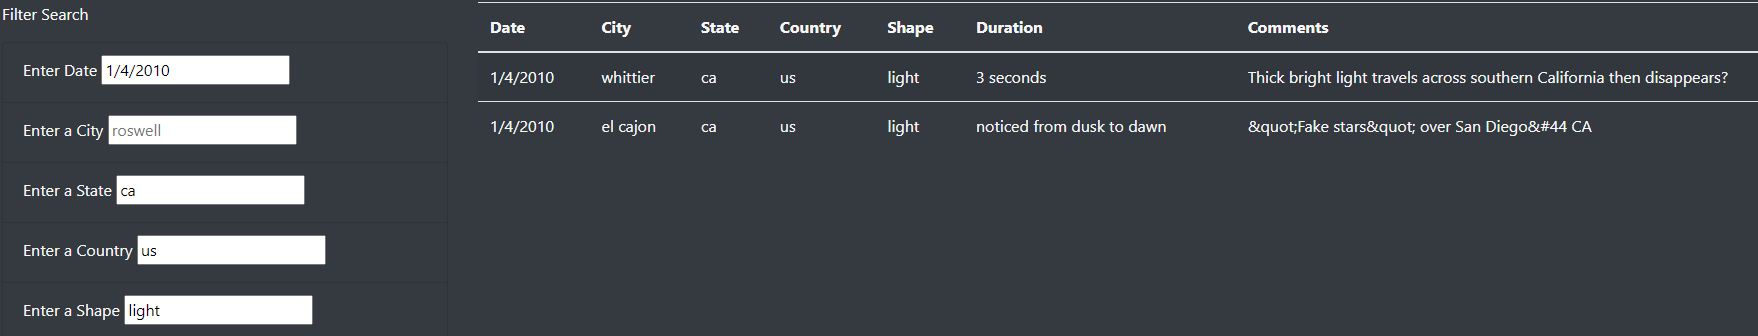 Filter Search
Enter Date 1/4/2010
Enter a City roswell
Enter a State ca
Enter a Country us
Enter a Shape light
Date City State Country Shape Duration Comments
1/4/2010 whittier ca us light 3 seconds Thick bright light travels across southern California then disappears?
1/4/2010 el cajon ca us light noticed from dusk to dawn &quot;Fake stars&quot; over San Diego&#44 CA